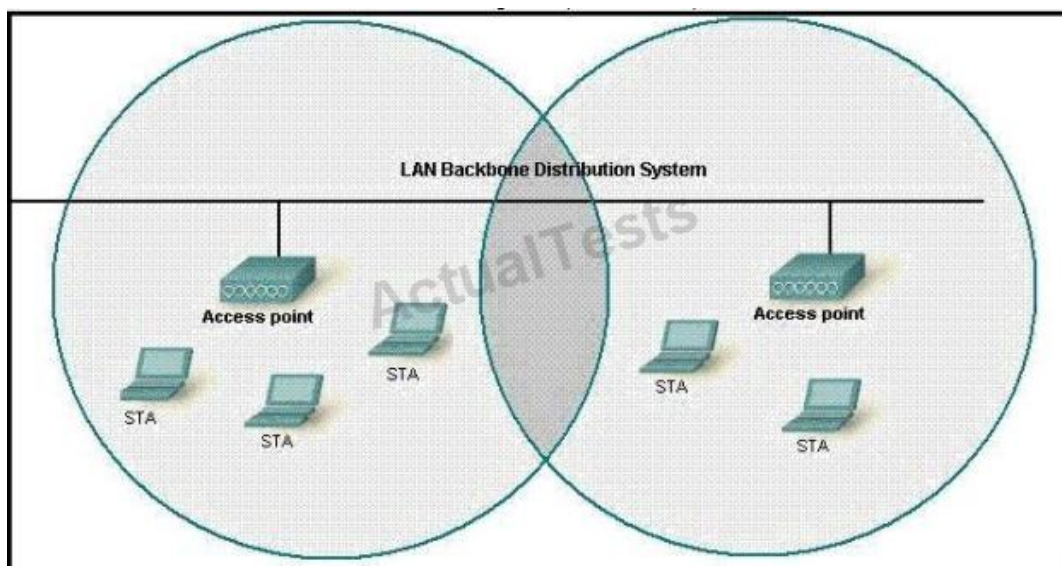 LAN Backbone Distribution System
ActualTests
Access point
Access point
STA
STA
STA
STA
STA